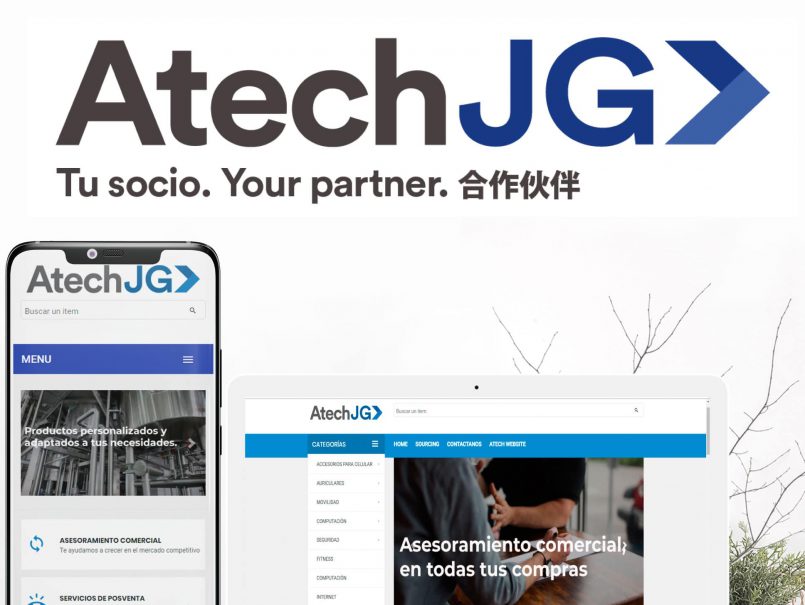 AtechJG
Tu socio. Your partner. 合作伙伴
AtechJG
Buscar un item
MENU
Productos personalizados y
adaptados a tus necesidades.
ASESORAMIENTO COMERCIAL
Te ayudamos a crecer en el mercado competitivo
SERVICIOS DE POSVENTA
AtechJG
Buscar un item
CATEGORÍAS
HOME SOURCING CONTACTANOS ATECH WEBSITE
ACCESORIOS PARA CELULAR
AURICULARES
MOVILIDAD
COMPUTACIÓN
SEGURIDAD
FITNESS
COMPUTACIÓN
INTERNET
Asesoramiento comercial,
en todas tus compras